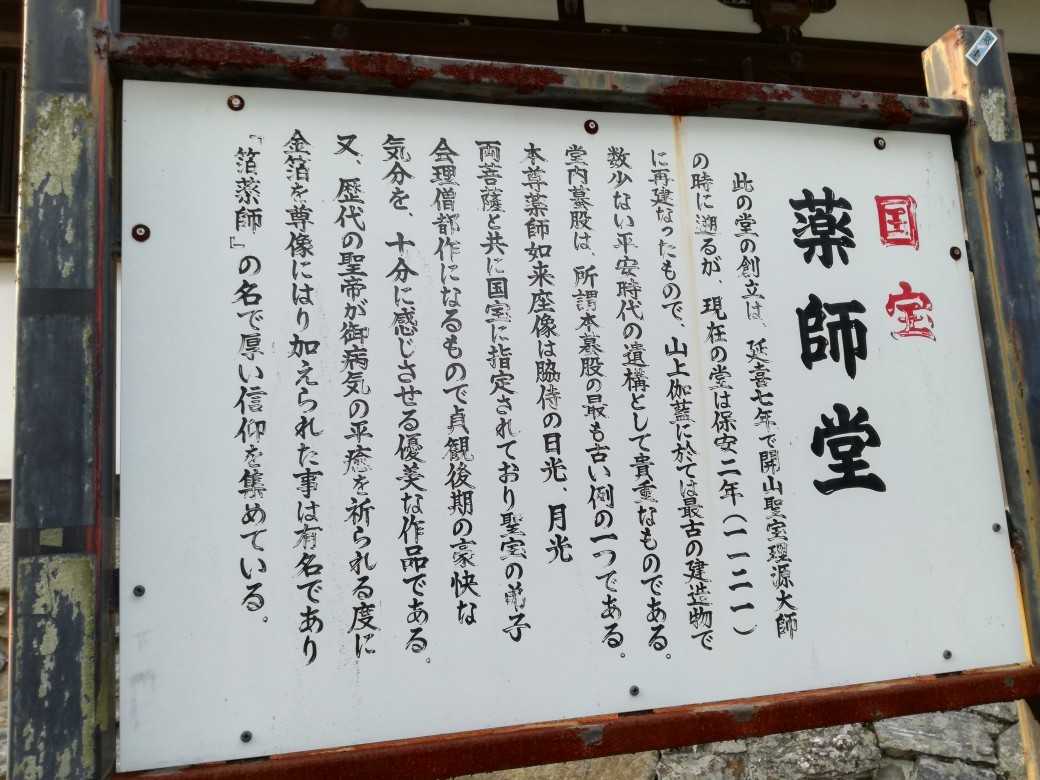 国宝
薬師堂
此の堂の創立は、延喜七年で開山聖宝理源大師
の時に遡るが、現在の堂は保安二年(一一二一)
に再建なったもので、山上伽藍に於ては最古の建造物で
数少ない平安時代の遺構として貴重なものである。
堂内蟇股は、所謂本蟇股の最も古い例の一つである。
本尊薬師如来座像は脇侍の日光、月光
両菩薩と共に国宝に指定されており聖宝の弟子
会理僧都作になるもので貞観後期の豪快な
気分を、十分に感じさせる優美な作品である。
又、歴代の聖帝が御病気の平癒を祈られる度に
金箔を尊像にはり加えられた事は有名であり
『箔薬師』の名で厚い信仰を集めている。